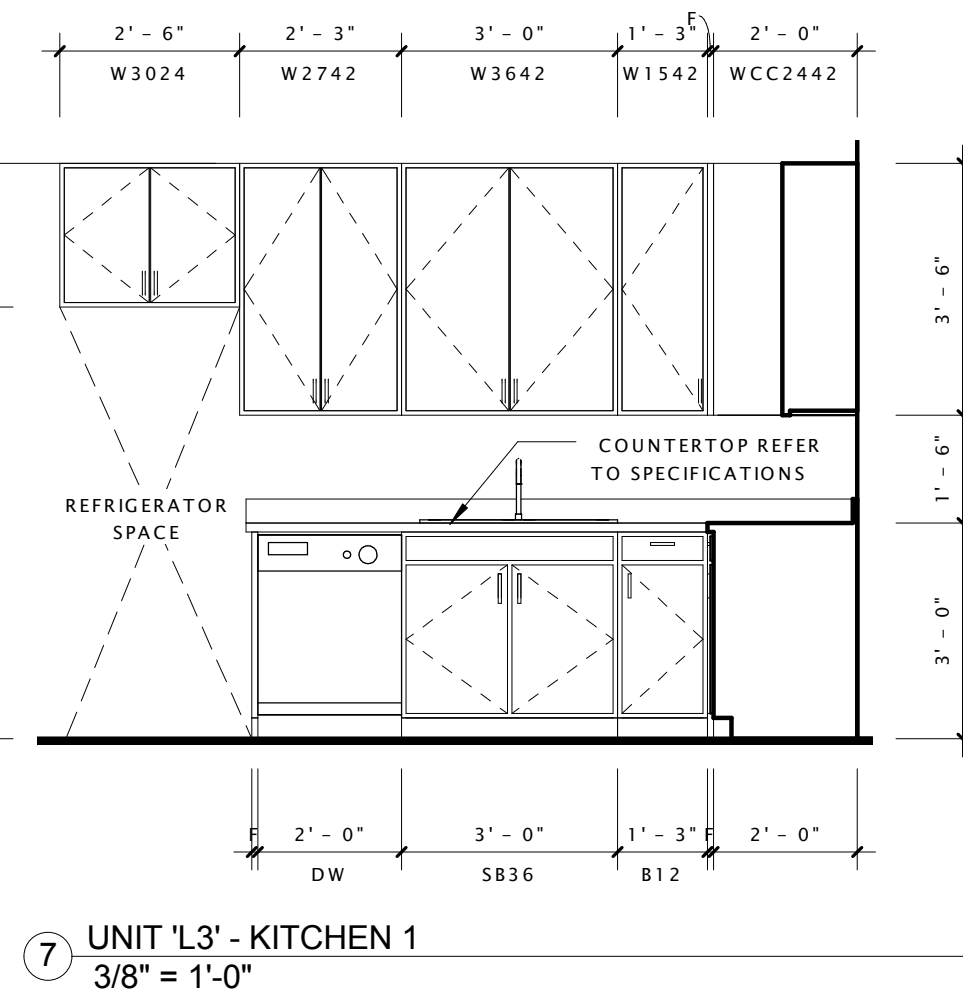 F
2' - 6" 2' - 3" 3' - 0" 1' - 3" 2' - 0"
W3024 W2742 W3642 W1542 WCC2442
3' - 6"
COUNTERTOP REFER
TO SPECIFICATIONS
1' - 6"
REFRIGERATOR
SPACE
3' - 0"
F 2' - 0" 3' - 0" 1' - 3" F 2' - 0"
DW SB36 B12
7 UNIT 'L3' - KITCHEN 1
3/8" = 1'-0"